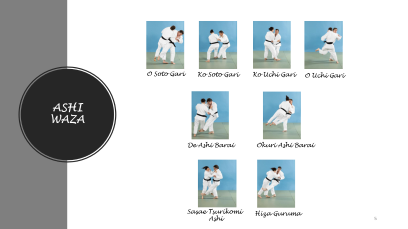 ASHI
WAZA
O Soto Gari
Ko Soto Gari
Ko Uchi Gari
O Uchi Gari
De Ashi Barai
Okuri Ashi Barai
Sasae Tsurikomi
Ashi
Hiza Guruma